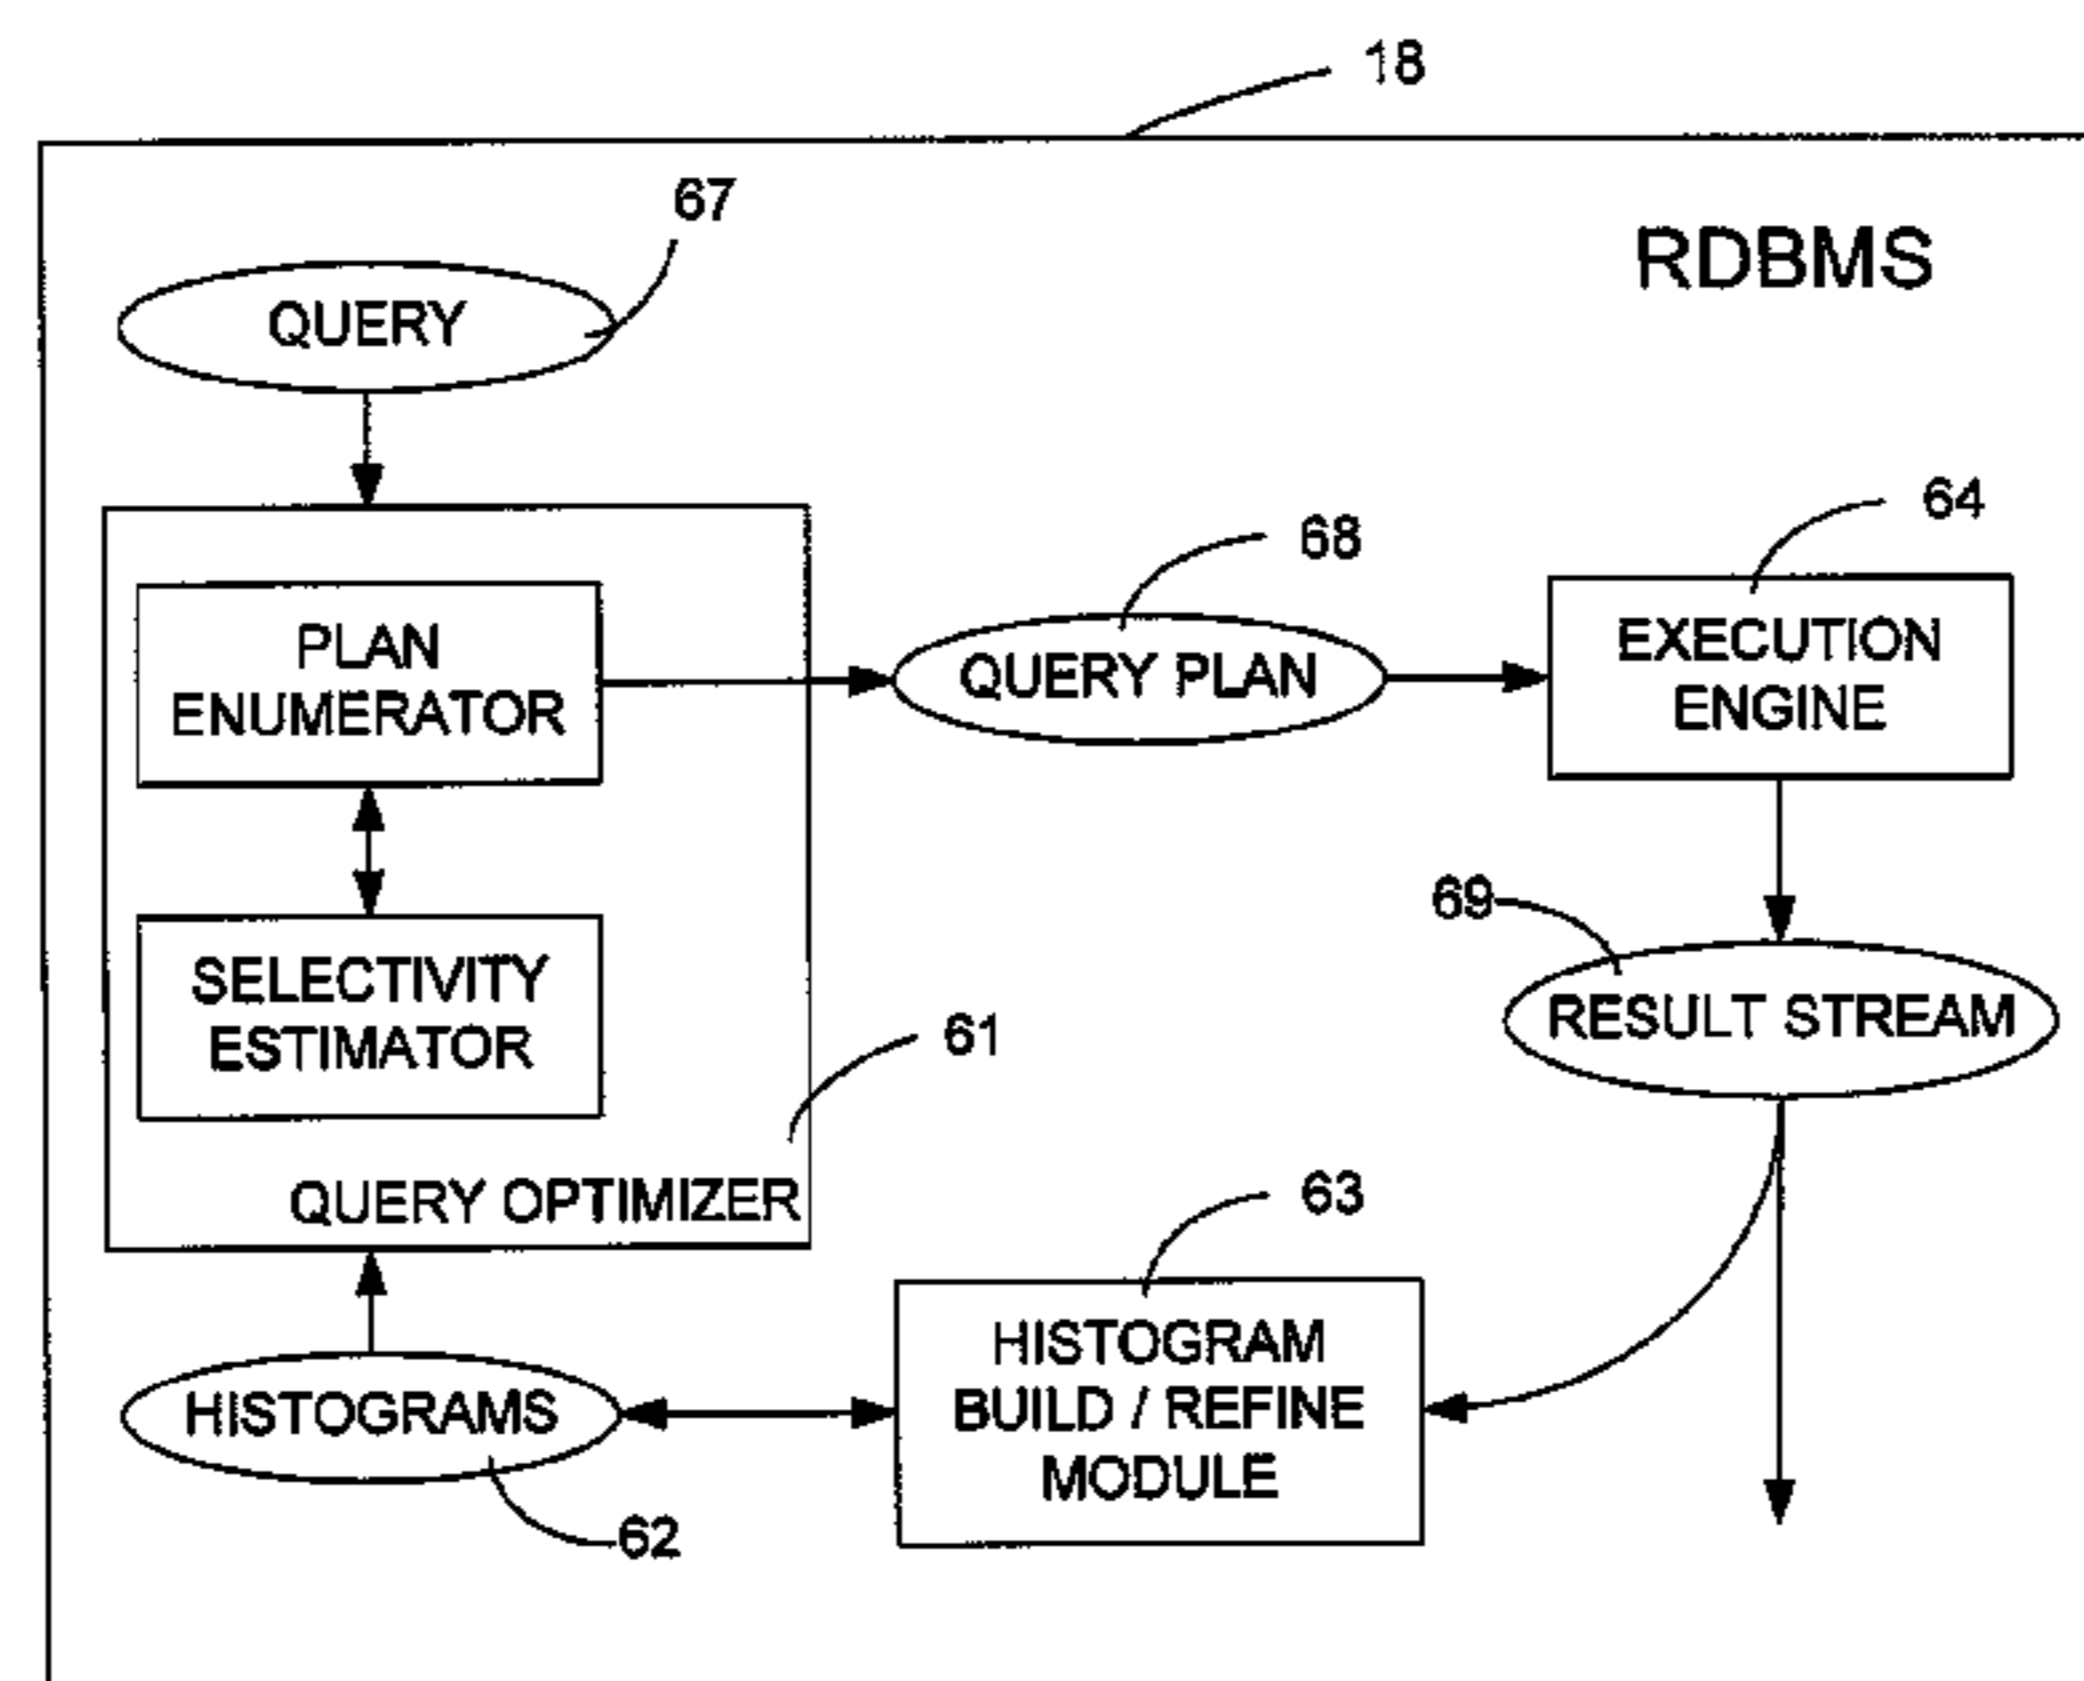 18
67
RDBMS
QUERY
64
68
PLAN
ENUMERATOR
QUERY PLAN
EXECUTION
ENGINE
69
SELECTIVITY
ESTIMATOR
RESULT STREAM
61
QUERY OPTIMIZER
63
HISTOGRAM
BUILD / REFINE
MODULE
HISTOGRAMS
62